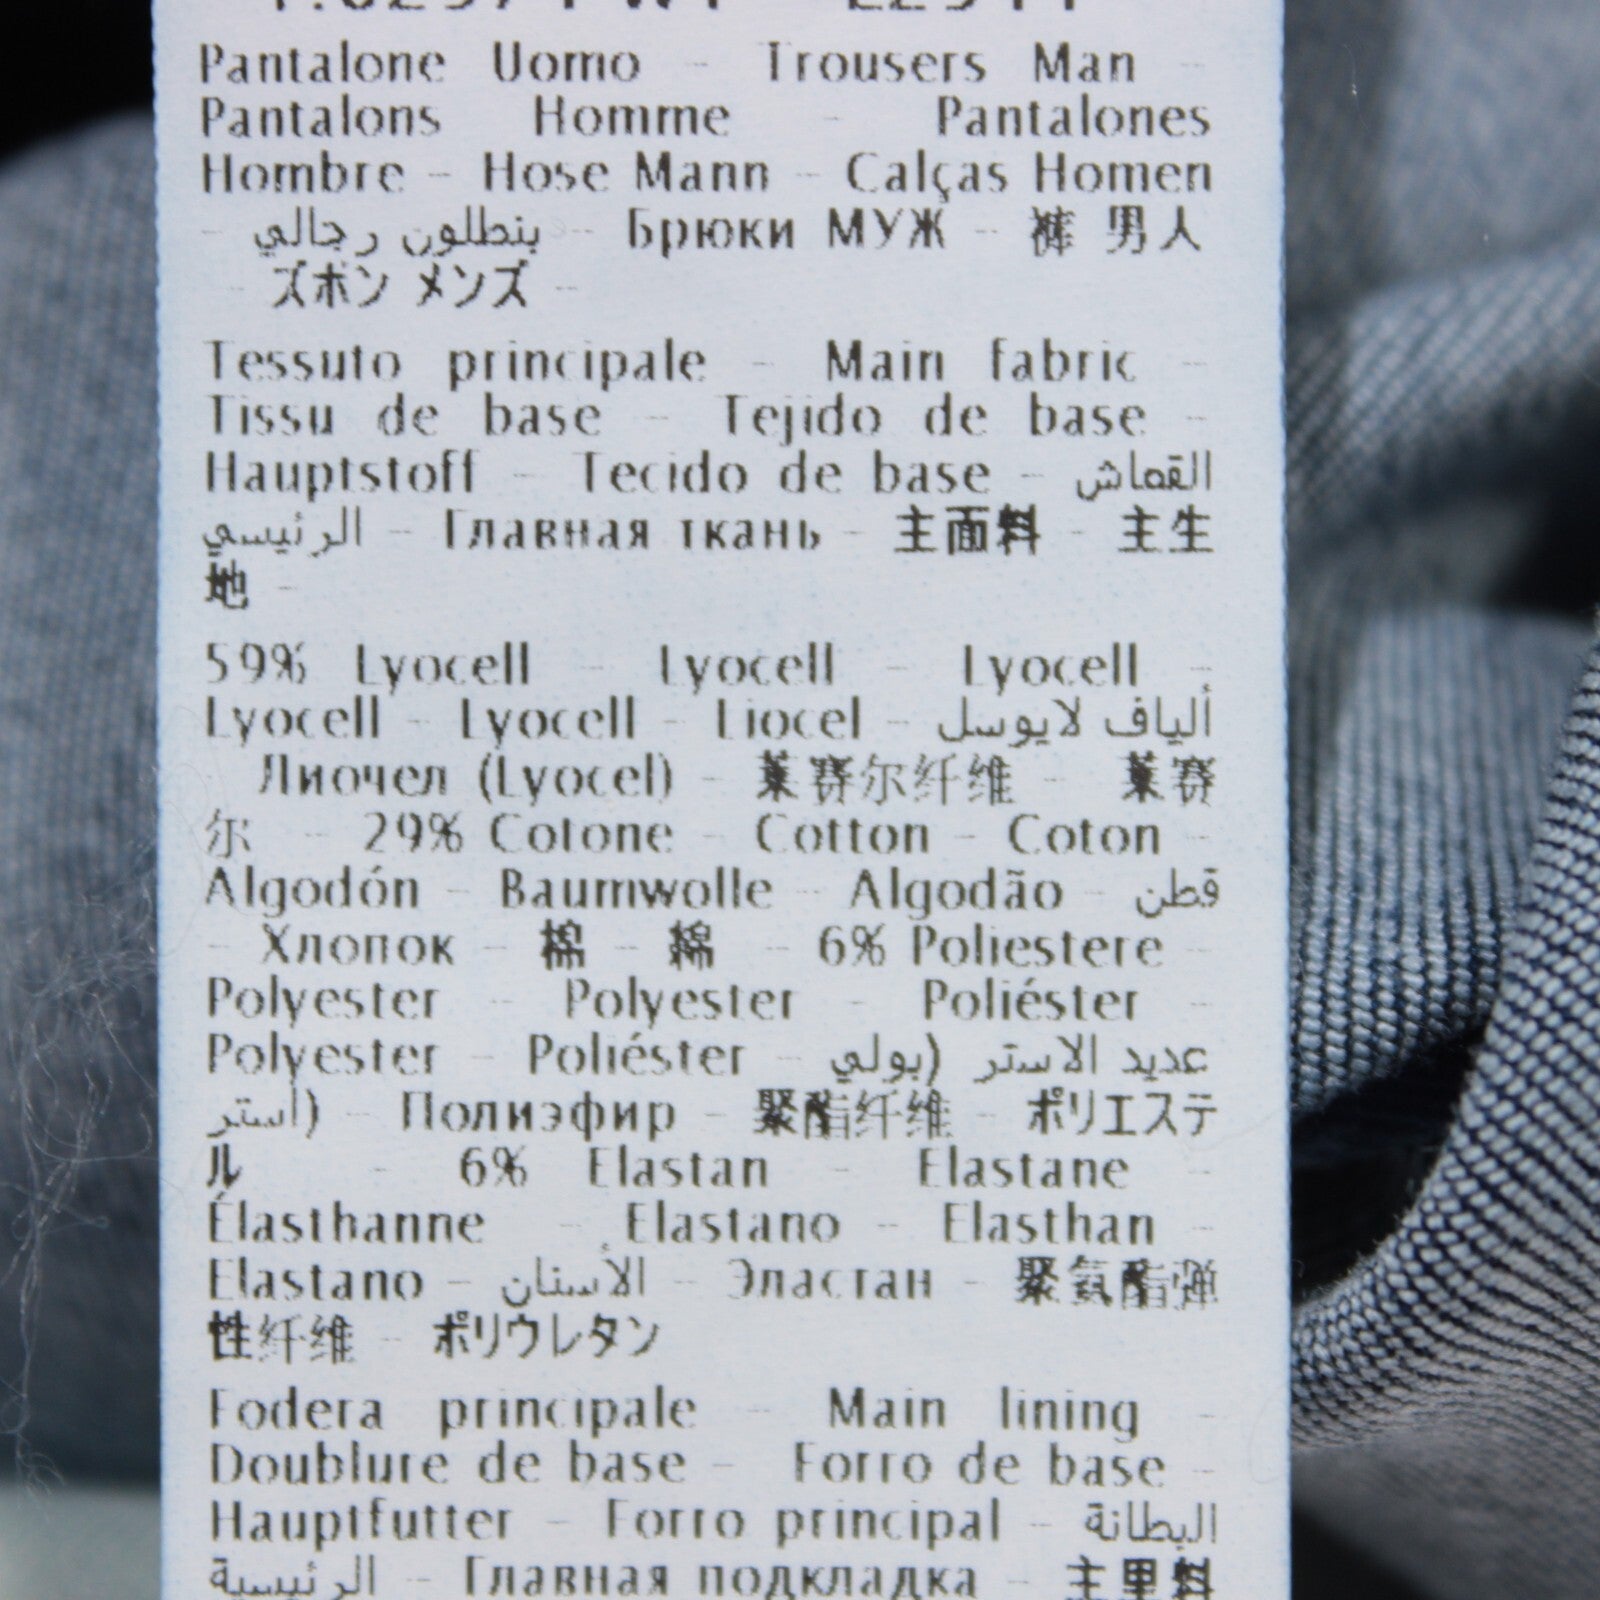 Pantalone Uomo - Trousers Man -
Pantalons Homme - Pantalones
Hombre - Hose Mann - Calças Homen
- بنطلون رجالي - Брюки МУЖ - 裤 男人
- ズボン メンズ -
Tessuto principale - Main fabric -
Tissu de base - Tejido de base -
Hauptstoff - Tecido de base - القماش
الرئيسي - Главная ткань - 主面料 - 主生
地 -
59% Lyocell - Lyocell - Lyocell -
Lyocell - Lyocell - Liocel - ألياف لايوسل
Лиочел (Lyocel) - 莱赛尔纤维 - 莱赛
尔 - 29% Cotone - Cotton - Coton -
Algodón - Baumwolle - Algodão - قطن
- Хлопок - 棉 - 綿 - 6% Poliestere -
Polyester - Polyester - Poliéster -
Polyester - Poliéster - عديد الاستر (بولي
أستر) - Полиэфир - 聚酯纤维 - ポリエステ
ル - 6% Elastan - Elastane -
Élasthanne - Elastano - Elasthan -
Elastano - الأستان - Эластан - 聚氨酯弹
性纤维 - ポリウレタン
Fodera principale - Main lining -
Doublure de base - Forro de base -
Hauptfutter - Forro principal - البطانة
الرئيسية - Главная подкладка - 主里料